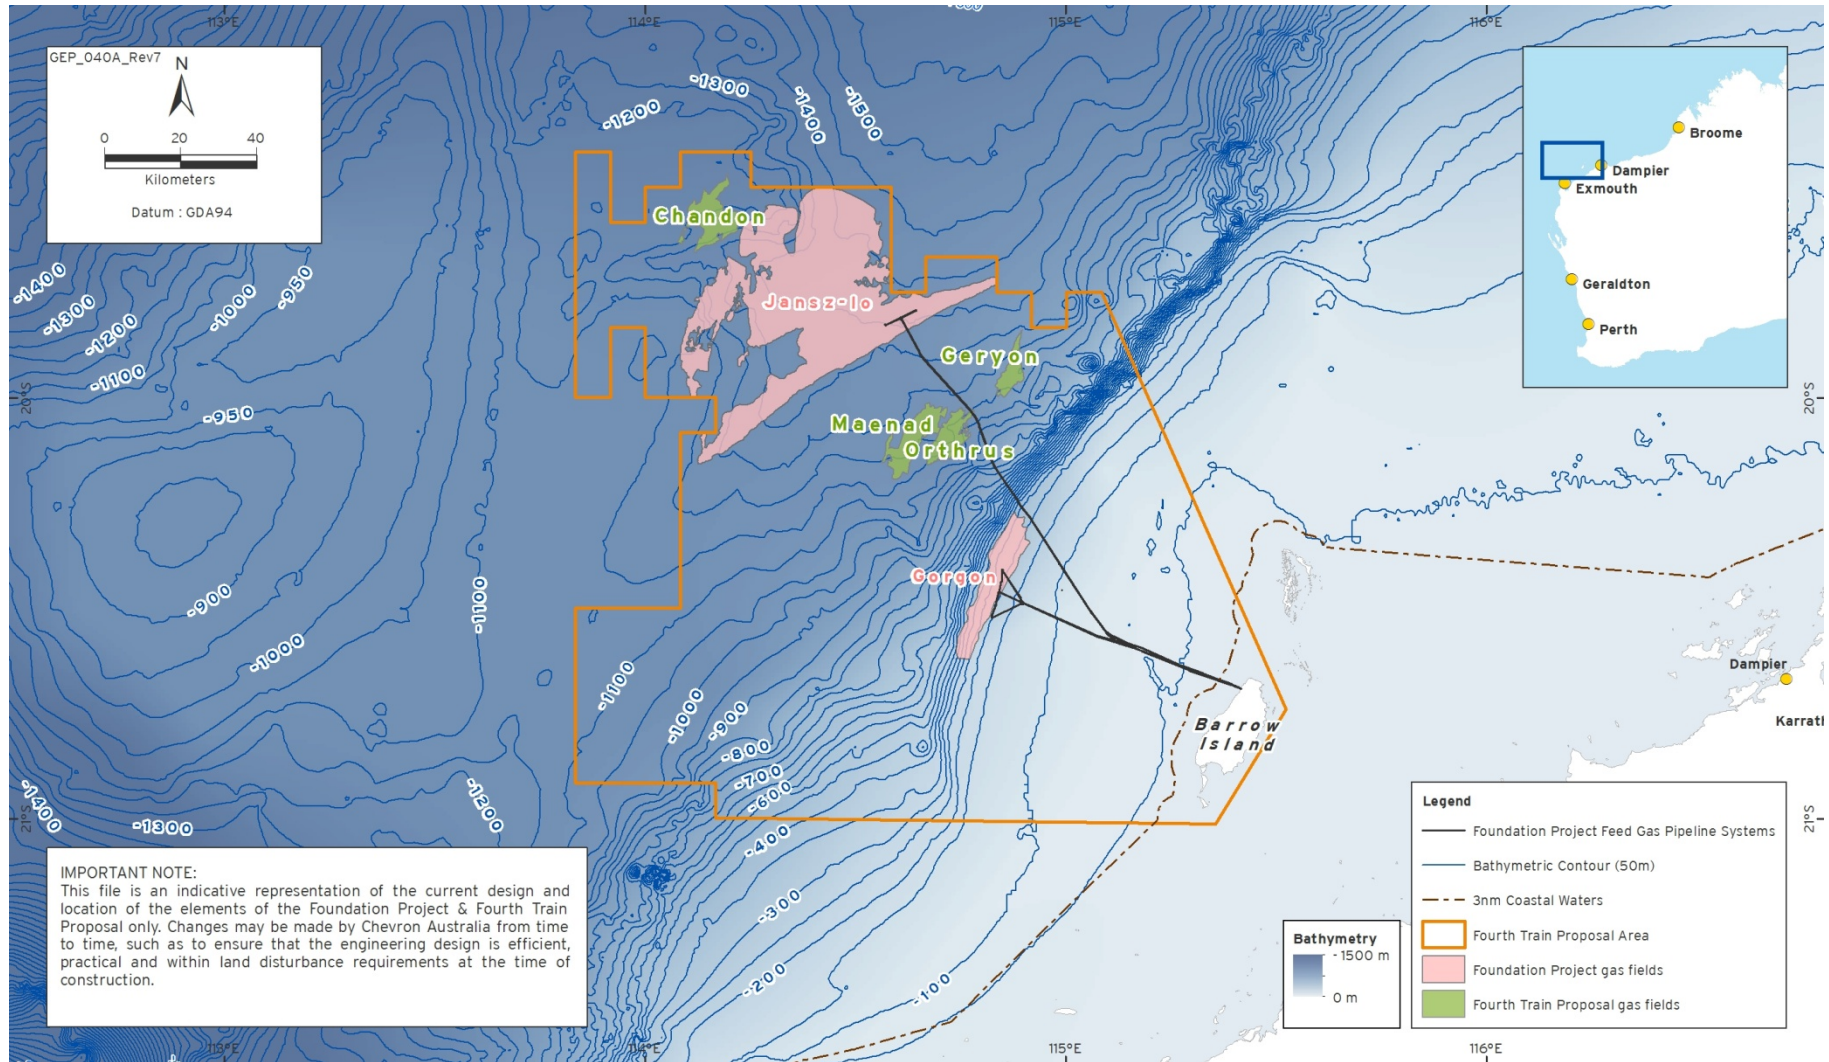 113°E
114°E
115°E
116°E
GEP_040A_Rev7
N
0 20 40
Kilometers
Datum : GDA94
-1300
-1200
-1400
-1500
Broome
Dampier
Exmouth
Geraldton
Perth
Chandon
Jansz-Io
Geryon
Maenad
Orthrus
Gorgon
-1400
-1300
-1200
-1100
-1000
-950
20°S
20°S
-950
-900
-1000
-1100
-1100
-1000
-900
-800
-700
-600
-400
-300
-200
-100
-1200
-1300
-1400
21°S
21°S
Barrow
Island
Dampier
Karrath
IMPORTANT NOTE:
This file is an indicative representation of the current design and
location of the elements of the Foundation Project & Fourth Train
Proposal only. Changes may be made by Chevron Australia from time
to time, such as to ensure that the engineering design is efficient,
practical and within land disturbance requirements at the time of
construction.
Bathymetry
-1500 m
0 m
Legend
Foundation Project Feed Gas Pipeline Systems
Bathymetric Contour (50m)
3nm Coastal Waters
Fourth Train Proposal Area
Foundation Project gas fields
Fourth Train Proposal gas fields
113°E
114°E
115°E
116°E